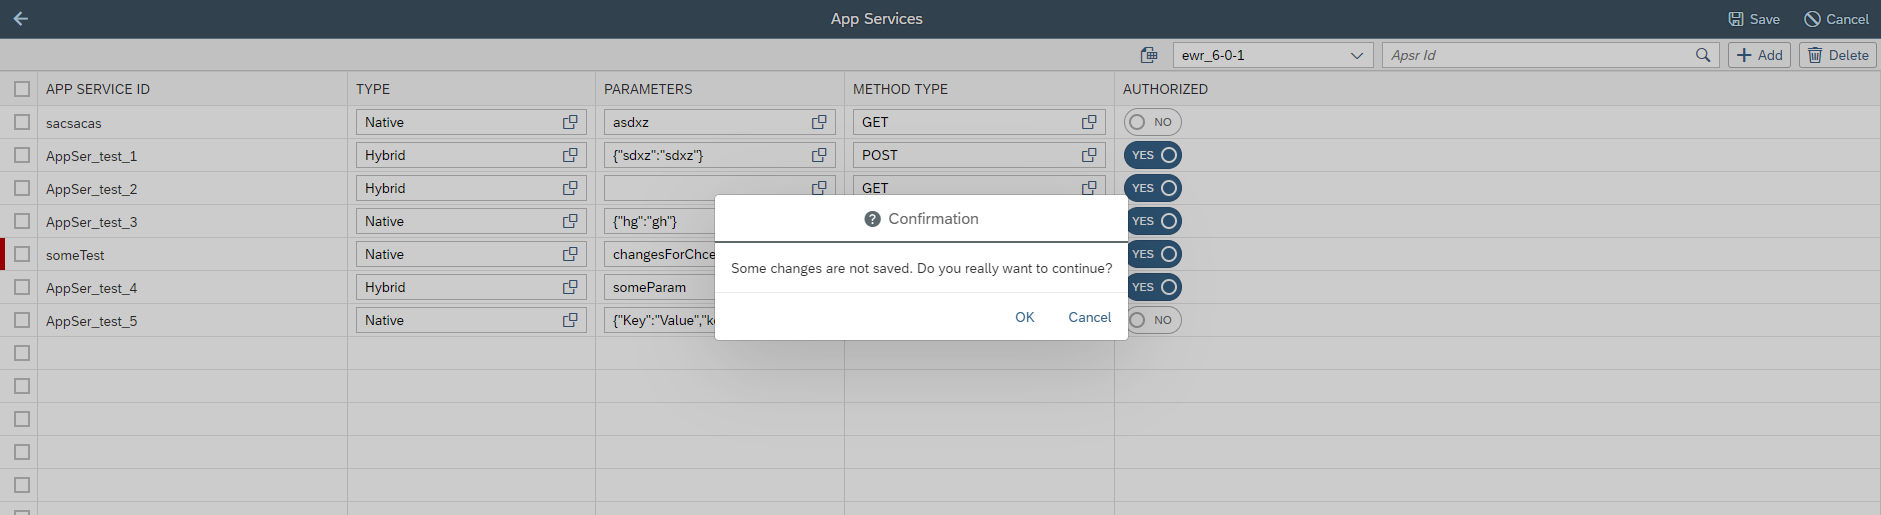 App Services
Save Cancel
ewr_6-0-1 Apsr Id Add Delete
APP SERVICE ID TYPE PARAMETERS METHOD TYPE AUTHORIZED
sacsacas Native asdxz GET NO
AppSer_test_1 Hybrid {"sdxz":"sdxz"} POST YES
AppSer_test_2 Hybrid GET YES
AppSer_test_3 Native {"hg":"gh"} YES
someTest Native changesForChce YES
AppSer_test_4 Hybrid someParam YES
AppSer_test_5 Native {"Key":"Value","k NO
Confirmation
Some changes are not saved. Do you really want to continue?
OK Cancel